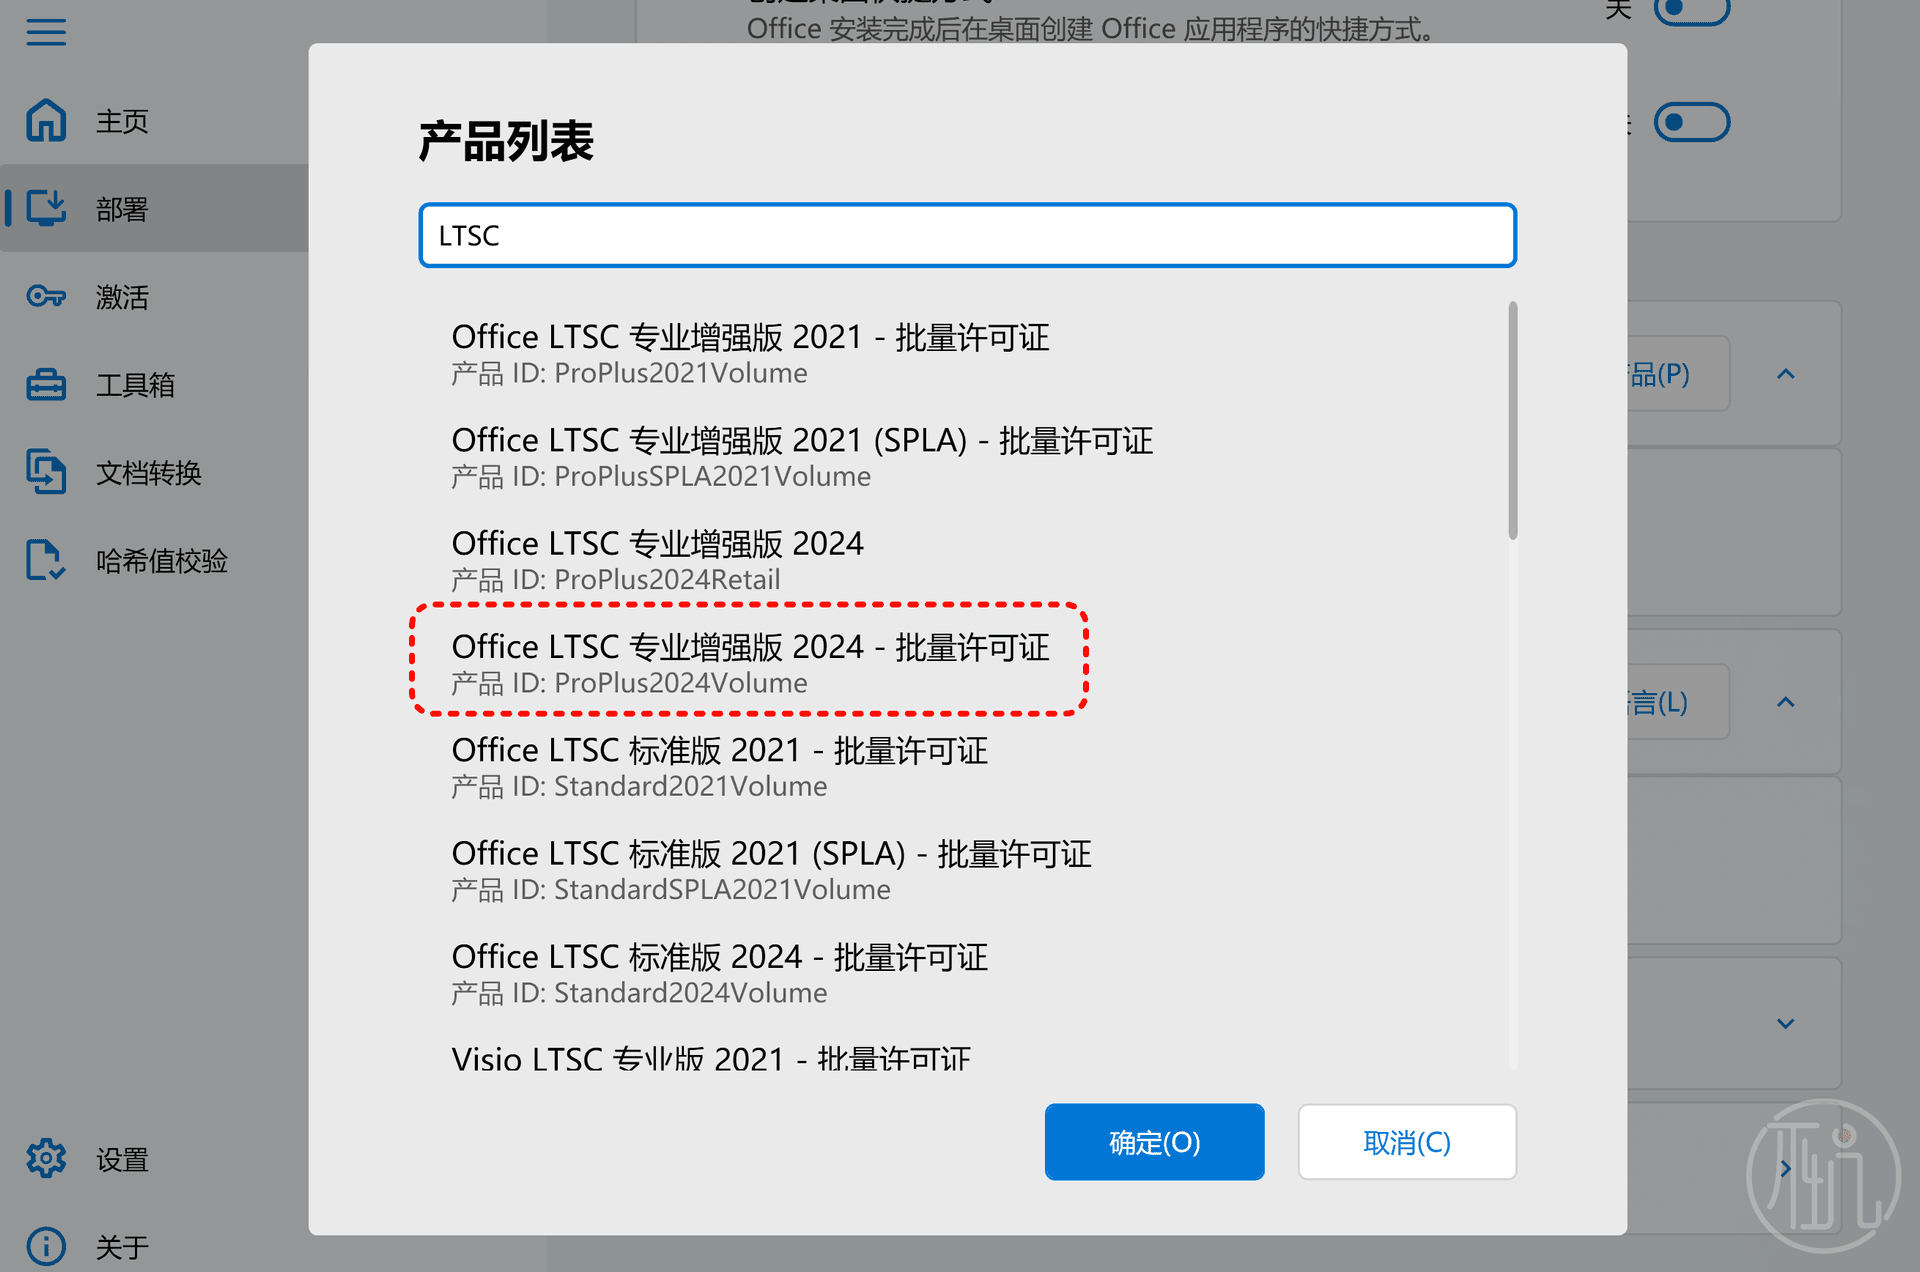 Office 安装完成后在桌面创建 Office 应用程序的快捷方式。
主页
部署
激活
工具箱
文档转换
哈希值校验
设置
关于
产品列表
LTSC
Office LTSC 专业增强版 2021 - 批量许可证
产品 ID: ProPlus2021Volume
Office LTSC 专业增强版 2021 (SPLA) - 批量许可证
产品 ID: ProPlusSPLA2021Volume
Office LTSC 专业增强版 2024
产品 ID: ProPlus2024Retail
Office LTSC 专业增强版 2024 - 批量许可证
产品 ID: ProPlus2024Volume
Office LTSC 标准版 2021 - 批量许可证
产品 ID: Standard2021Volume
Office LTSC 标准版 2021 (SPLA) - 批量许可证
产品 ID: StandardSPLA2021Volume
Office LTSC 标准版 2024 - 批量许可证
产品 ID: Standard2024Volume
Visio LTSC 专业版 2021 - 批量许可证
确定(O)
取消(C)
品(P)
言(L)